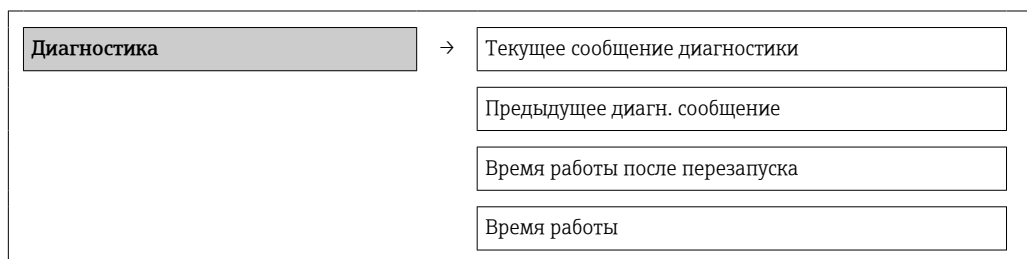 Диагностика → Текущее сообщение диагностики
Предыдущее диагн. сообщение
Время работы после перезапуска
Время работы